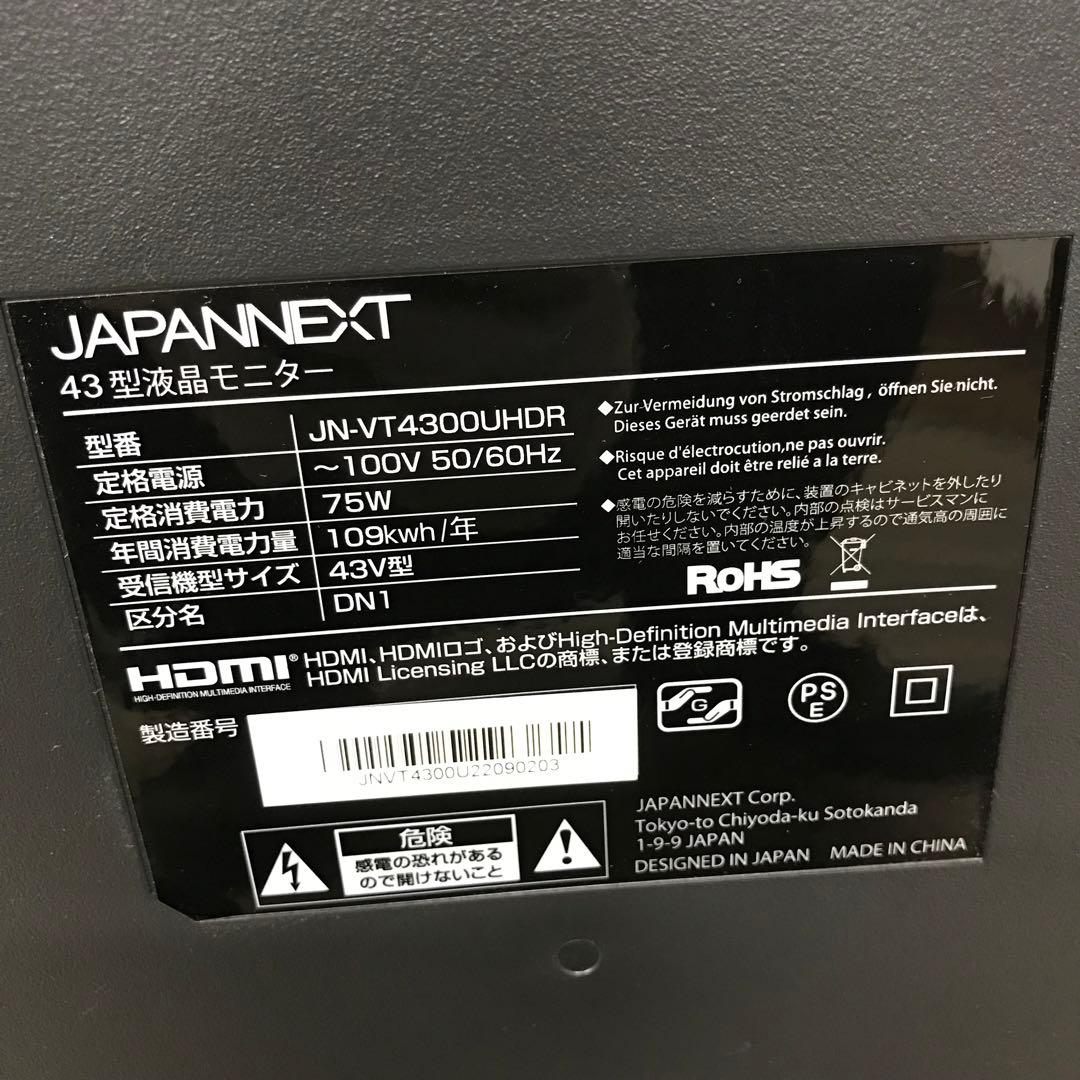 JAPANNEXT
43型液晶モニター
型番 JN-VT4300UHDR
定格電源 ～100V 50/60Hz
定格消費電力 75W
年間消費電力量 109kwh/年
受信機型サイズ 43V型
区分名 DN1
◆Zur Vermeidung von Stromschlag, öffnen Sie nicht.
Dieses Gerät muss geerdet sein.
◆Risque d'électrocution,ne pas ouvrir.
Cet appareil doit être relié a la terre.
◆感電の危険を減らすために、装置のキャビネットを外したり
開いたりしないでください。内部の点検はサービスマンに
お任せください。内部の温度が上昇するので通気高の周囲に
適当な間隔を置いてください。
RoHS
HDMI®
HIGH-DEFINITION MULTIMEDIA INTERFACE
HDMI、HDMIロゴ、およびHigh-Definition Multimedia Interfaceは、
HDMI Licensing LLCの商標、または登録商標です。
製造番号
JNVT4300U22090203
G
PS
E
危険
感電の恐れがある
ので開けないこと
JAPANNEXT Corp.
Tokyo-to Chiyoda-ku Sotokanda
1-9-9 JAPAN
DESIGNED IN JAPAN MADE IN CHINA